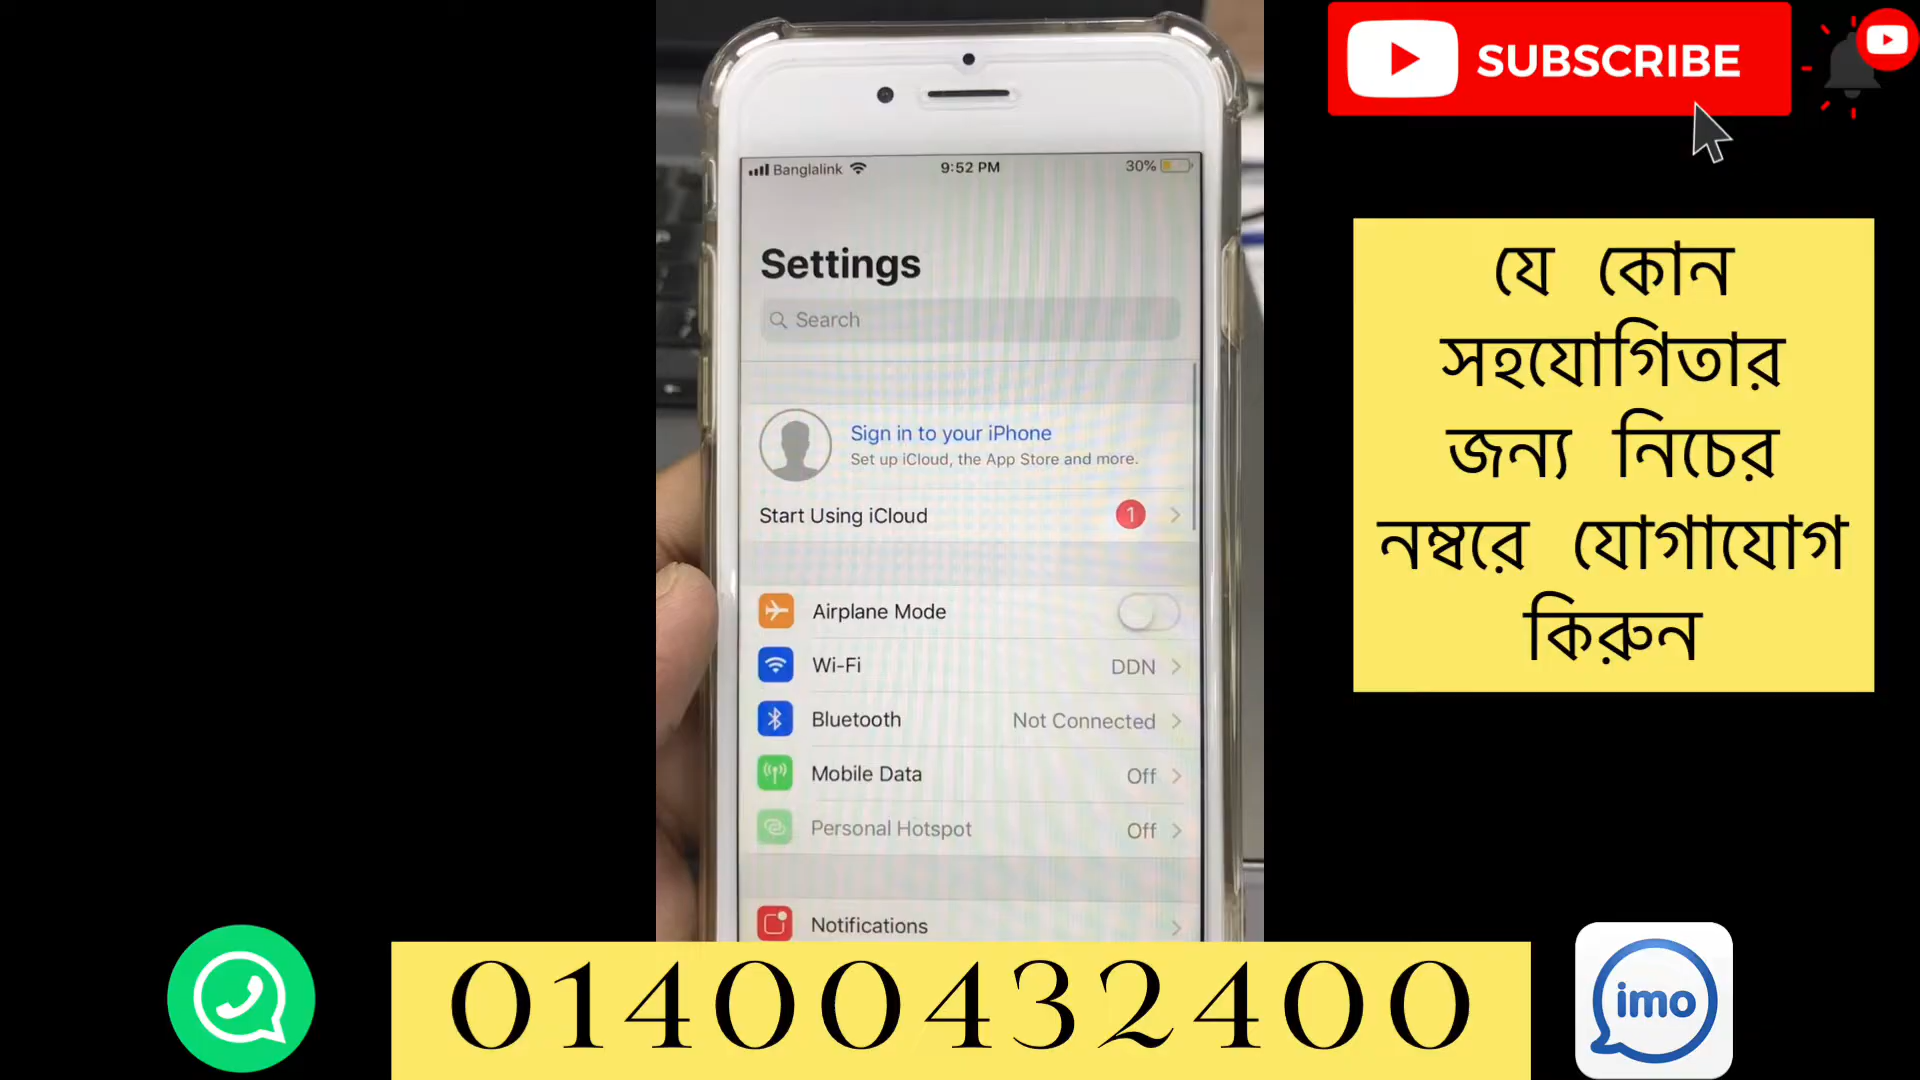 SUBSCRIBE
Banglalink 9:52 PM 30%
Settings
Search
Sign in to your iPhone
Set up iCloud, the App Store and more.
Start Using iCloud 1
Airplane Mode
Wi-Fi DDN
Bluetooth Not Connected
Mobile Data Off
Personal Hotspot Off
Notifications
যে কোন
সহযোগিতার
জন্য নিচের
নম্বরে যোগাযোগ
কিরুন
01400432400
imo